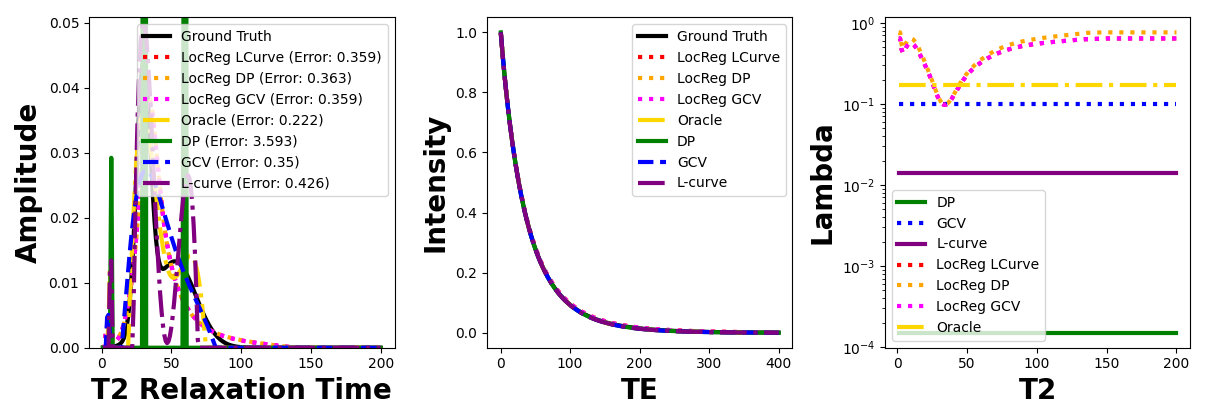 0.05
0.04
0.03
0.02
0.01
0.00
Amplitude
Ground Truth
LocReg LCurve (Error: 0.359)
LocReg DP (Error: 0.363)
LocReg GCV (Error: 0.359)
Oracle (Error: 0.222)
DP (Error: 3.593)
GCV (Error: 0.35)
L-curve (Error: 0.426)
0 50 100 150 200
T2 Relaxation Time
1.0
0.8
0.6
0.4
0.2
0.0
Intensity
Ground Truth
LocReg LCurve
LocReg DP
LocReg GCV
Oracle
DP
GCV
L-curve
0 100 200 300 400
TE
10⁰
10⁻¹
10⁻²
10⁻³
10⁻⁴
Lambda
DP
GCV
L-curve
LocReg LCurve
LocReg DP
LocReg GCV
Oracle
0 50 100 150 200
T2